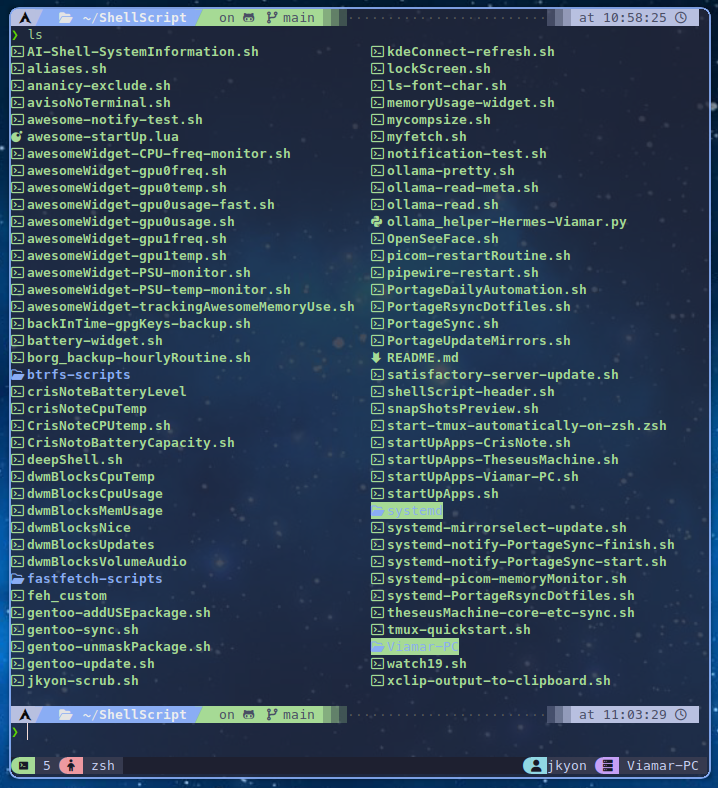 ~/ShellScript on main at 10:58:25
❯ ls
AI-Shell-SystemInformation.sh
aliases.sh
ananicy-exclude.sh
avisoNoTerminal.sh
awesome-notify-test.sh
awesome-startUp.lua
awesomeWidget-CPU-freq-monitor.sh
awesomeWidget-gpu0freq.sh
awesomeWidget-gpu0temp.sh
awesomeWidget-gpu0usage-fast.sh
awesomeWidget-gpu0usage.sh
awesomeWidget-gpu1freq.sh
awesomeWidget-gpu1temp.sh
awesomeWidget-PSU-monitor.sh
awesomeWidget-PSU-temp-monitor.sh
awesomeWidget-trackingAwesomeMemoryUse.sh
backInTime-gpgKeys-backup.sh
battery-widget.sh
borg_backup-hourlyRoutine.sh
btrfs-scripts
crisNoteBatteryLevel
crisNoteCpuTemp
CrisNoteCPUtemp.sh
CrisNotoBatteryCapacity.sh
deepShell.sh
dwmBlocksCpuTemp
dwmBlocksCpuUsage
dwmBlocksMemUsage
dwmBlocksNice
dwmBlocksUpdates
dwmBlocksVolumeAudio
fastfetch-scripts
feh_custom
gentoo-addUSEpackage.sh
gentoo-sync.sh
gentoo-unmaskPackage.sh
gentoo-update.sh
jkyon-scrub.sh
kdeConnect-refresh.sh
lockScreen.sh
ls-font-char.sh
memoryUsage-widget.sh
mycompsize.sh
myfetch.sh
notification-test.sh
ollama-pretty.sh
ollama-read-meta.sh
ollama-read.sh
ollama_helper-Hermes-Viamar.py
OpenSeeFace.sh
picom-restartRoutine.sh
pipewire-restart.sh
PortageDailyAutomation.sh
PortageRsyncDotfiles.sh
PortageSync.sh
PortageUpdateMirrors.sh
README.md
satisfactory-server-update.sh
shellScript-header.sh
snapShotsPreview.sh
start-tmux-automatically-on-zsh.zsh
startUpApps-CrisNote.sh
startUpApps-TheseusMachine.sh
startUpApps-Viamar-PC.sh
startUpApps.sh
systemd
systemd-mirrorselect-update.sh
systemd-notify-PortageSync-finish.sh
systemd-notify-PortageSync-start.sh
systemd-picom-memoryMonitor.sh
systemd-PortageRsyncDotfiles.sh
theseusMachine-core-etc-sync.sh
tmux-quickstart.sh
Viamar-PC
watch19.sh
xclip-output-to-clipboard.sh
~/ShellScript on main at 11:03:29
❯
5 zsh jkyon Viamar-PC